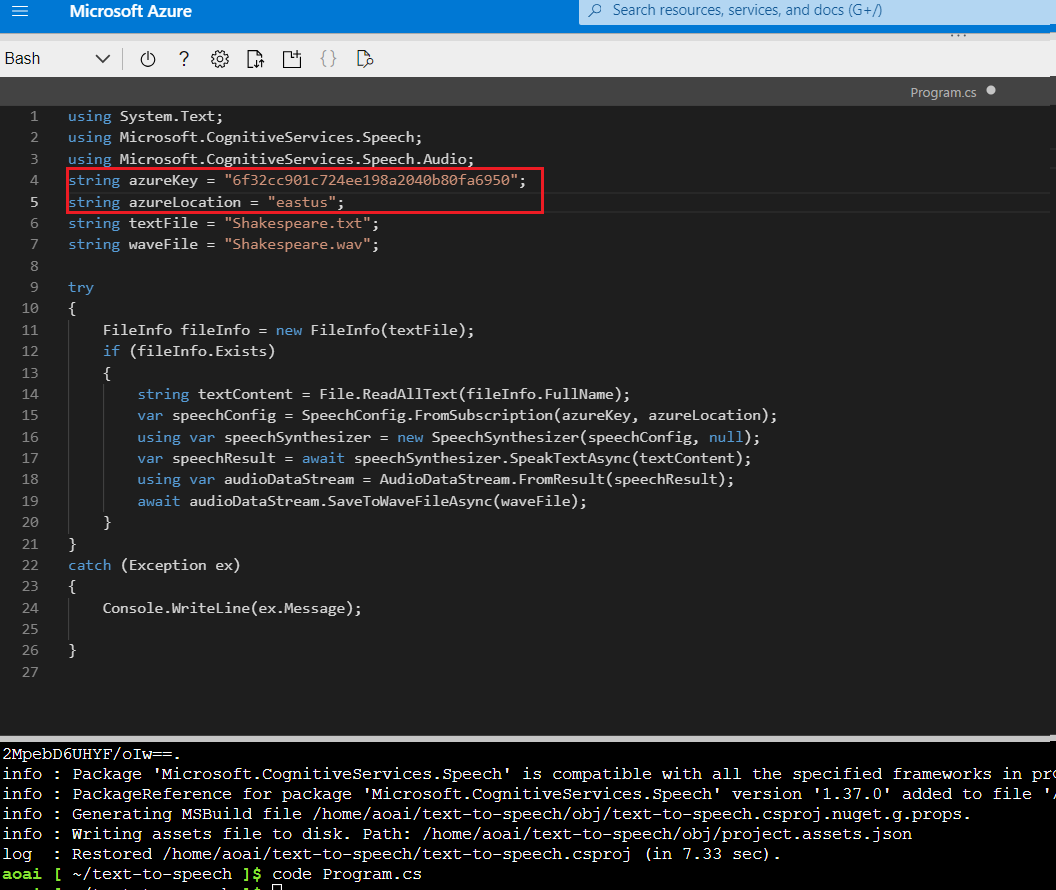 Microsoft Azure
Search resources, services, and docs (G+/)
Bash
Program.cs
1 using System.Text;
2 using Microsoft.CognitiveServices.Speech;
3 using Microsoft.CognitiveServices.Speech.Audio;
4 string azureKey = "6f32cc901c724ee198a2040b80fa6950";
5 string azureLocation = "eastus";
6 string textFile = "Shakespeare.txt";
7 string waveFile = "Shakespeare.wav";
8
9 try
10 {
11     FileInfo fileInfo = new FileInfo(textFile);
12     if (fileInfo.Exists)
13     {
14         string textContent = File.ReadAllText(fileInfo.FullName);
15         var speechConfig = SpeechConfig.FromSubscription(azureKey, azureLocation);
16         using var speechSynthesizer = new SpeechSynthesizer(speechConfig, null);
17         var speechResult = await speechSynthesizer.SpeakTextAsync(textContent);
18         using var audioDataStream = AudioDataStream.FromResult(speechResult);
19         await audioDataStream.SaveToWaveFileAsync(waveFile);
20     }
21 }
22 catch (Exception ex)
23 {
24     Console.WriteLine(ex.Message);
25
26 }
27
2MpebD6UHYF/oIw==.
info : Package 'Microsoft.CognitiveServices.Speech' is compatible with all the specified frameworks in pro
info : PackageReference for package 'Microsoft.CognitiveServices.Speech' version '1.37.0' added to file '/
info : Generating MSBuild file /home/aoai/text-to-speech/obj/text-to-speech.csproj.nuget.g.props.
info : Writing assets file to disk. Path: /home/aoai/text-to-speech/obj/project.assets.json
log  : Restored /home/aoai/text-to-speech/text-to-speech.csproj (in 7.33 sec).
aoai [ ~/text-to-speech ]$ code Program.cs
aoai [ ~/text-to-speech ]$